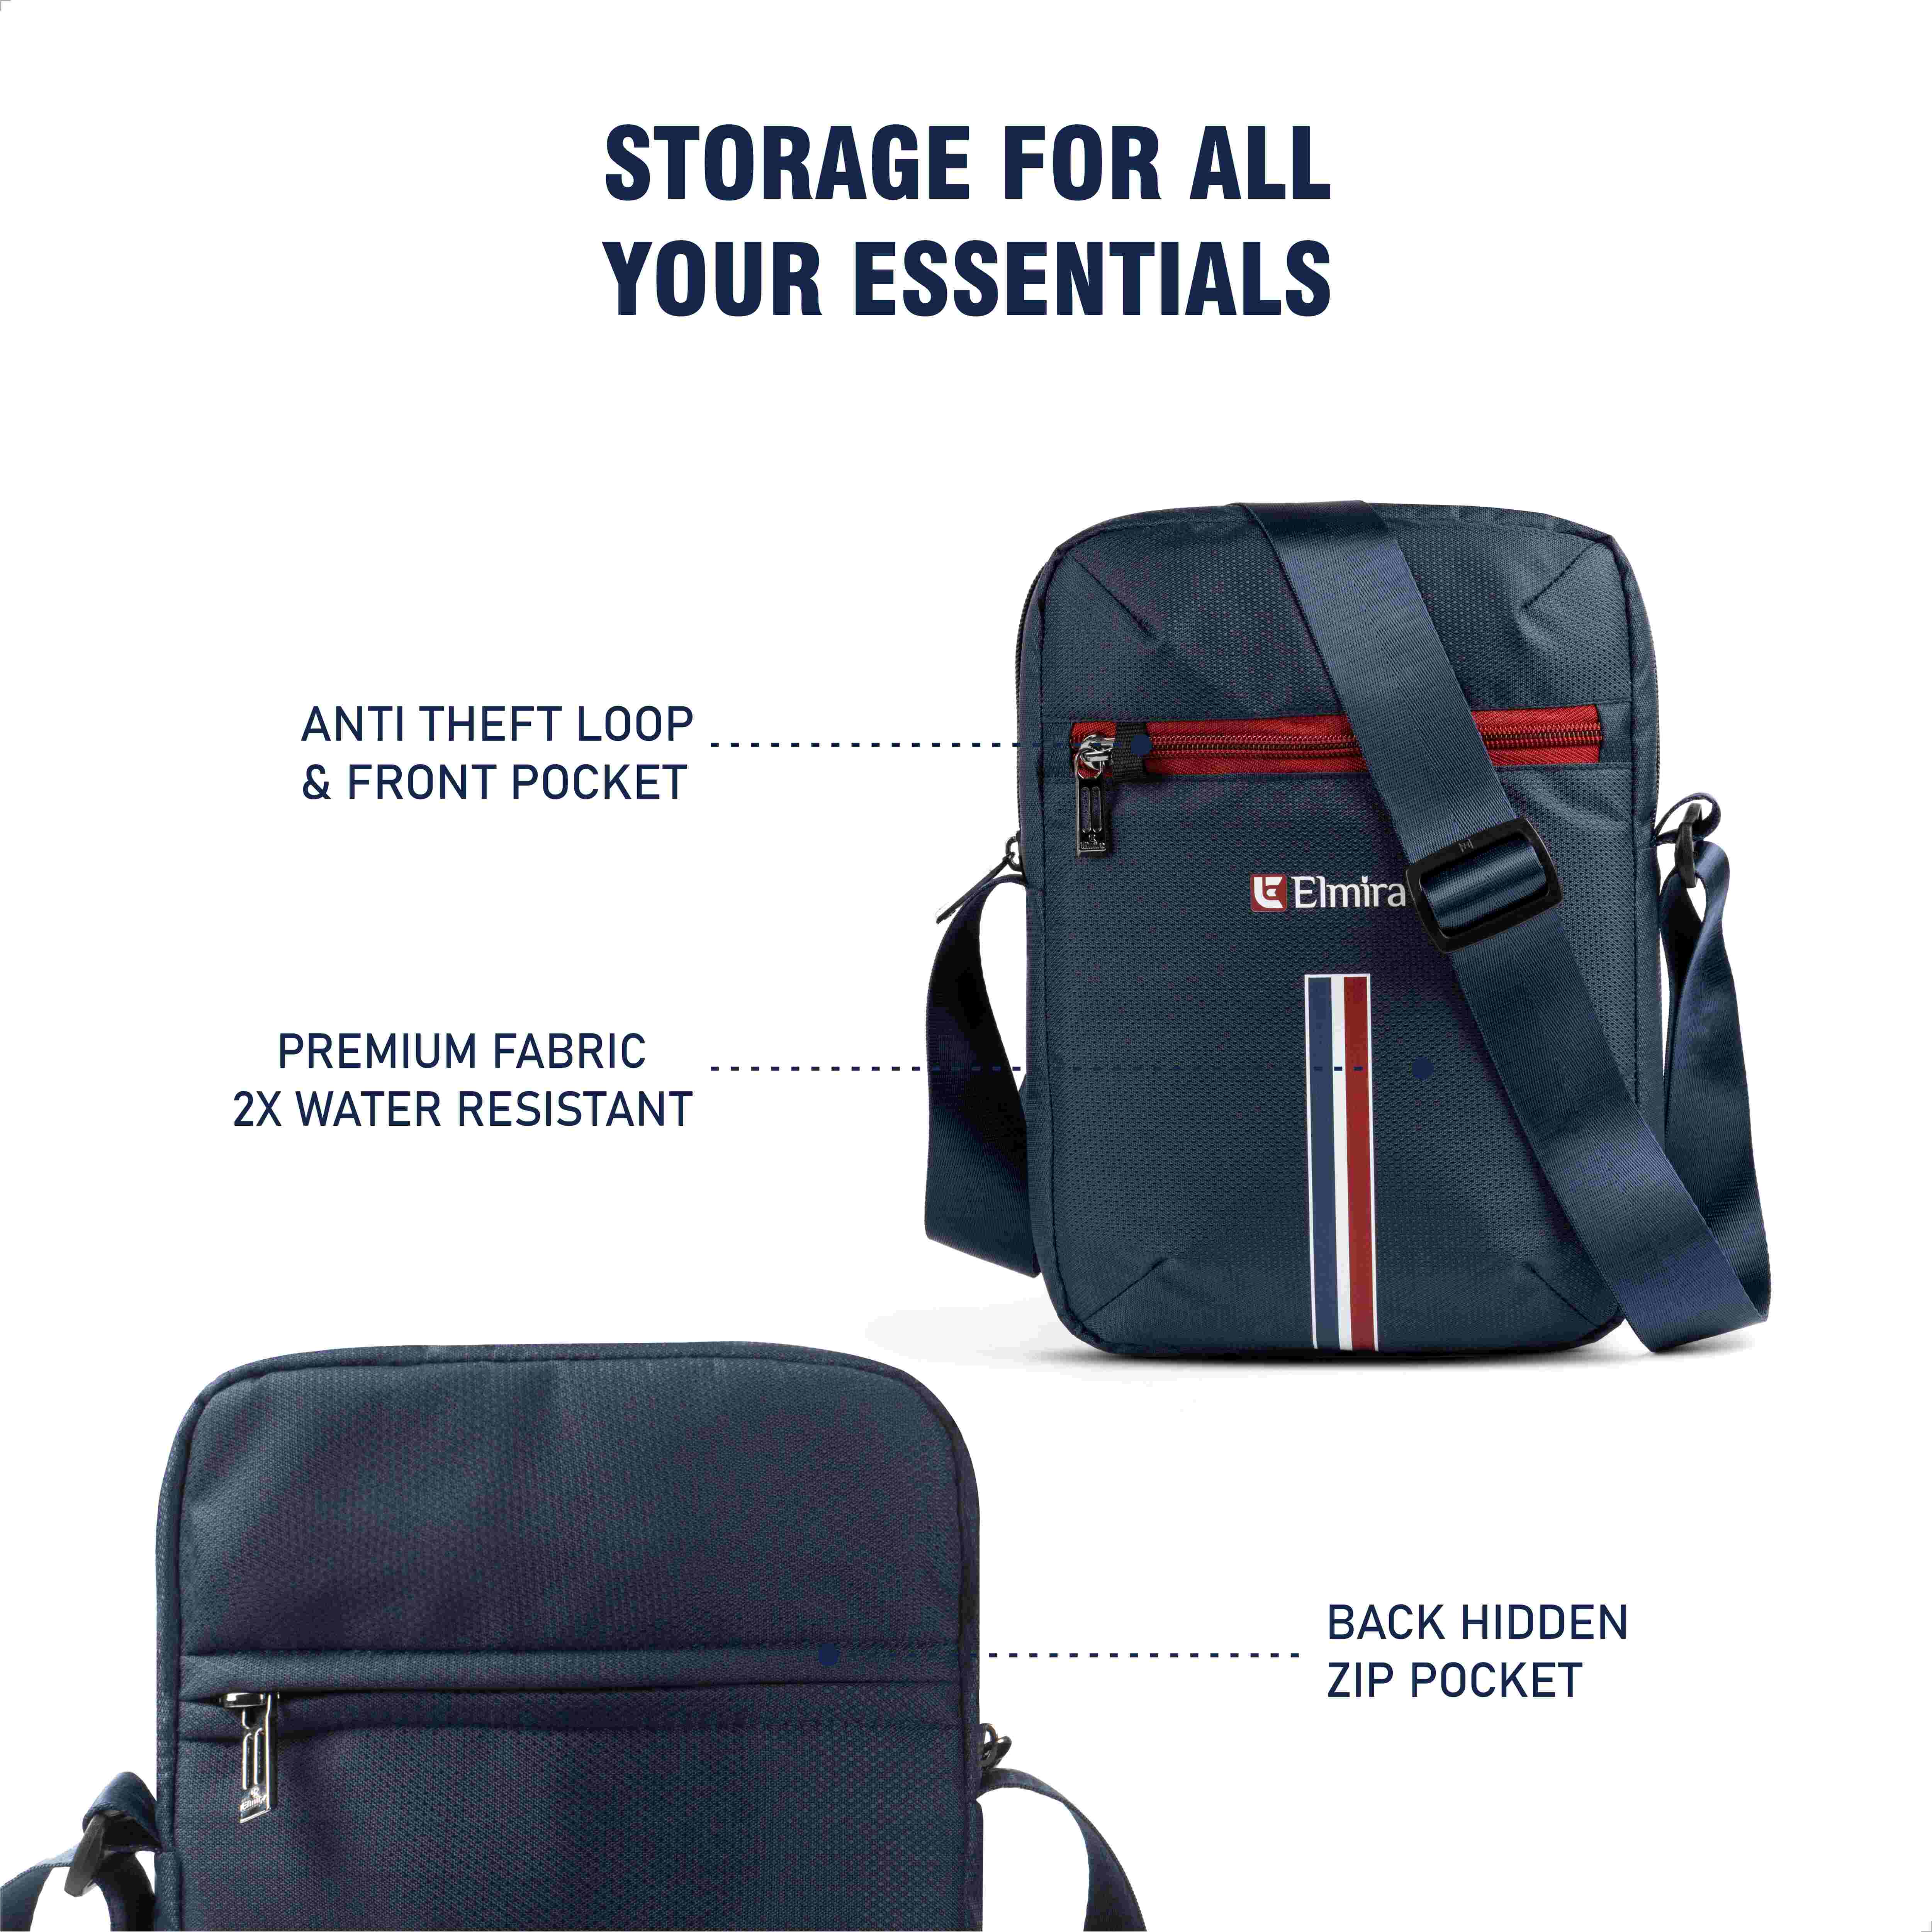 STORAGE FOR ALL
YOUR ESSENTIALS
ANTI THEFT LOOP
& FRONT POCKET
Elmira
PREMIUM FABRIC
2X WATER RESISTANT
BACK HIDDEN
ZIP POCKET